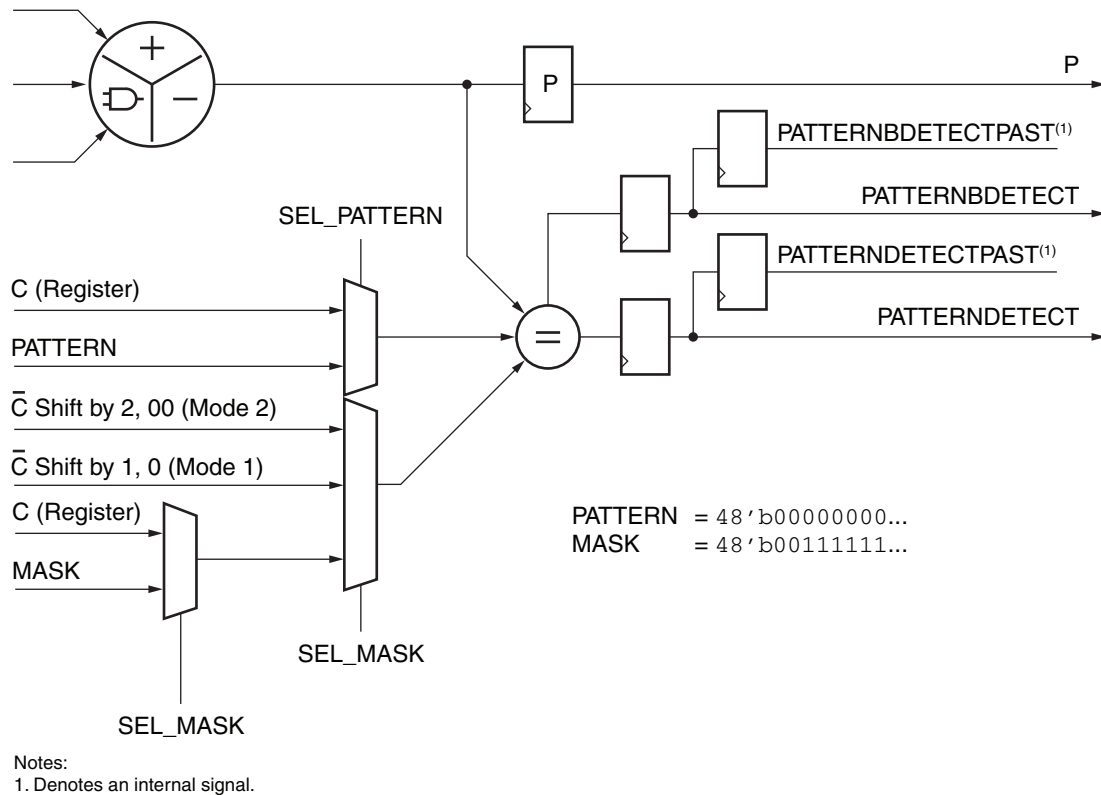 +
−
P
P
PATTERNBDETECTPAST(1)
PATTERNBDETECT
SEL_PATTERN
PATTERNDETECTPAST(1)
C (Register)
PATTERNDETECT
=
PATTERN
C̅ Shift by 2, 00 (Mode 2)
C̅ Shift by 1, 0 (Mode 1)
C (Register)
PATTERN = 48'b00000000...
MASK = 48'b00111111...
MASK
SEL_MASK
SEL_MASK
Notes:
1. Denotes an internal signal.